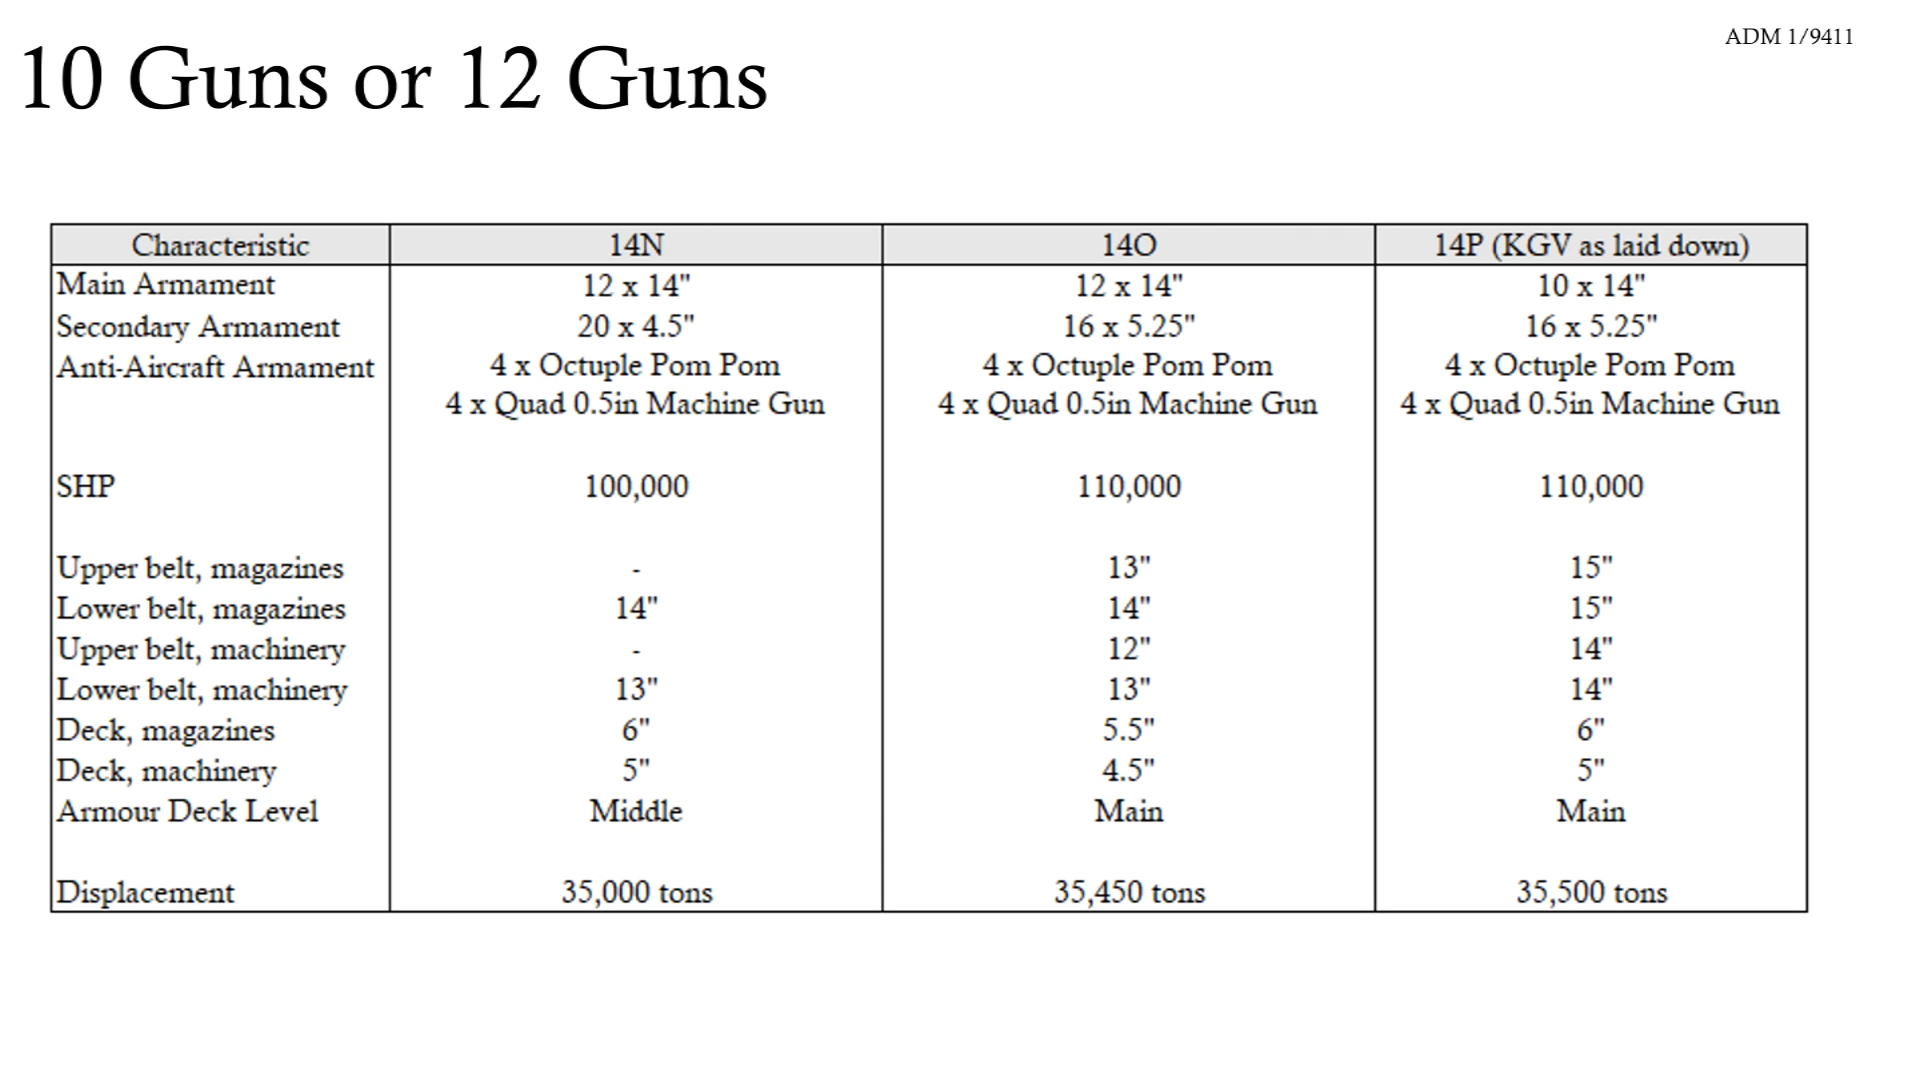 ADM 1/9411
10 Guns or 12 Guns
Characteristic 14N 14O 14P (KGV as laid down)
Main Armament 12 x 14" 12 x 14" 10 x 14"
Secondary Armament 20 x 4.5" 16 x 5.25" 16 x 5.25"
Anti-Aircraft Armament 4 x Octuple Pom Pom 4 x Octuple Pom Pom 4 x Octuple Pom Pom
4 x Quad 0.5in Machine Gun 4 x Quad 0.5in Machine Gun 4 x Quad 0.5in Machine Gun
SHP 100,000 110,000 110,000
Upper belt, magazines - 13" 15"
Lower belt, magazines 14" 14" 15"
Upper belt, machinery - 12" 14"
Lower belt, machinery 13" 13" 14"
Deck, magazines 6" 5.5" 6"
Deck, machinery 5" 4.5" 5"
Armour Deck Level Middle Main Main
Displacement 35,000 tons 35,450 tons 35,500 tons